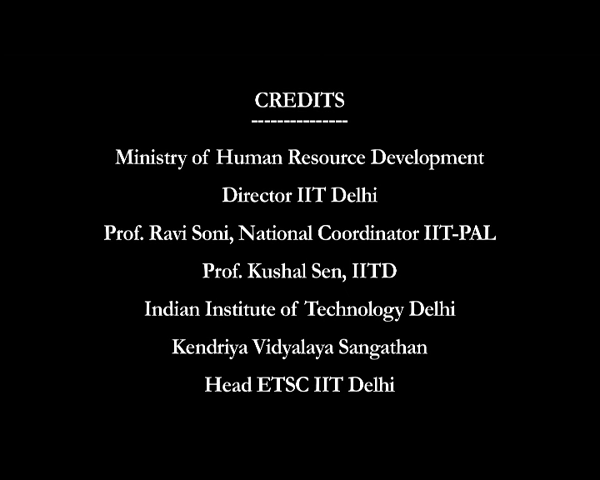 CREDITS
---------------
Ministry of Human Resource Development
Director IIT Delhi
Prof. Ravi Soni, National Coordinator IIT-PAL
Prof. Kushal Sen, IITD
Indian Institute of Technology Delhi
Kendriya Vidyalaya Sangathan
Head ETSC IIT Delhi